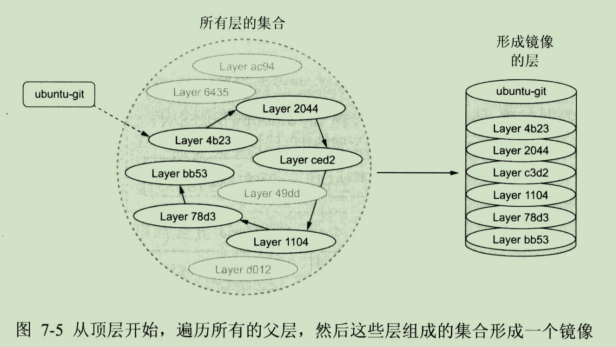 所有层的集合
形成镜像
的层
ubuntu-git
Layer ac94
Layer 6435
Layer 2044
Layer 4b23
Layer ced2
Layer bb53
Layer 49dd
Layer 78d3
Layer 1104
Layer d012
ubuntu-git
Layer 4b23
Layer 2044
Layer c3d2
Layer 1104
Layer 78d3
Layer bb53
图 7-5 从顶层开始，遍历所有的父层，然后这些层组成的集合形成一个镜像